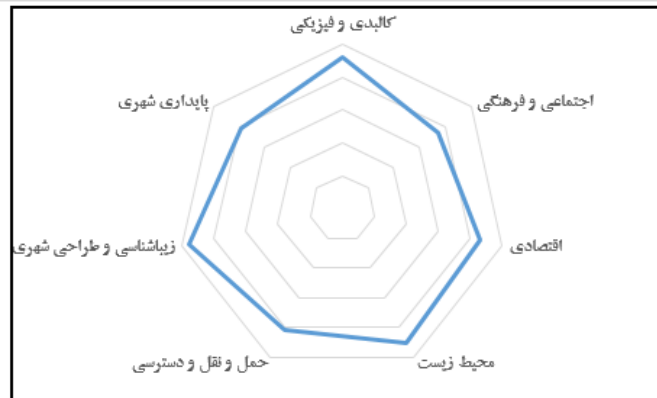 کالبدی و فیزیکی
اجتماعی و فرهنگی
پایداری شهری
اقتصادی
زیباشناسی و طراحی شهری
محیط زیست
حمل و نقل و دسترسی